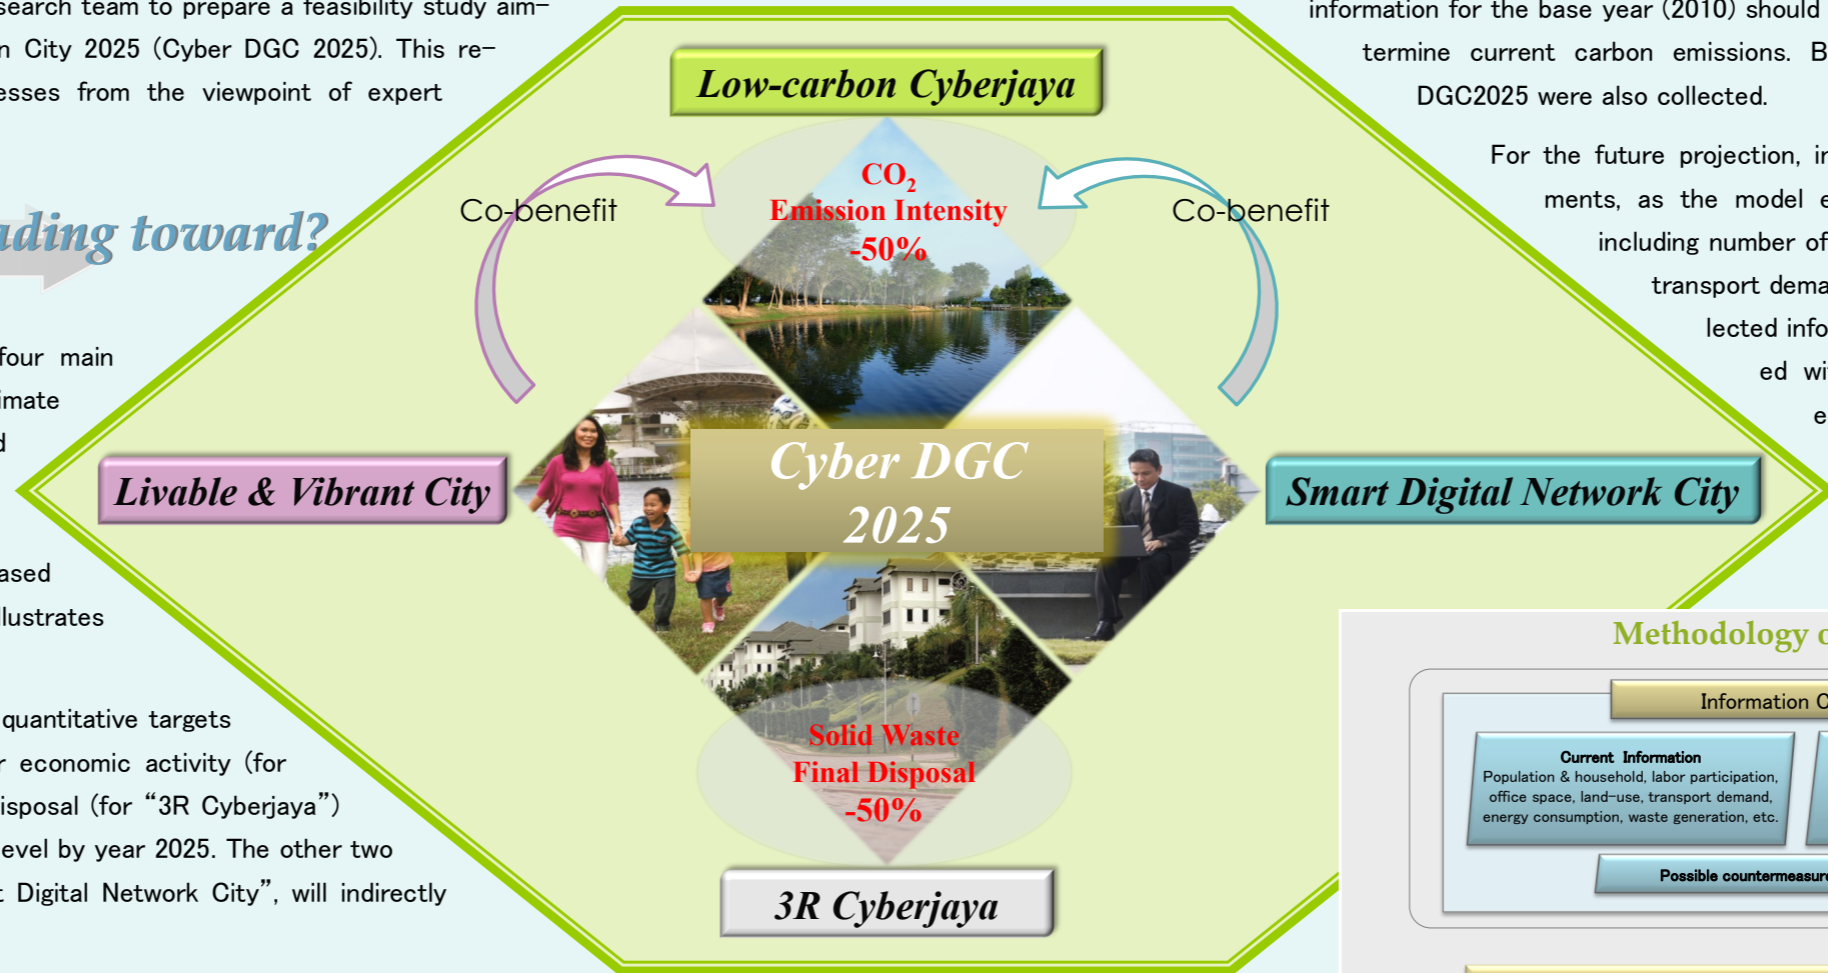 search team to prepare a feasibility study aim-
City 2025 (Cyber DGC 2025). This re-
from the viewpoint of expert
toward?
four main
ased
quantitative targets
economic activity (for
isposal (for “3R Cyberjaya”)
evel by year 2025. The other two
Digital Network City”, will indirectly
Low-carbon Cyberjaya
Co-benefit
CO₂
Emission Intensity
-50%
Co-benefit
Livable & Vibrant City
Cyber DGC
2025
Smart Digital Network City
Solid Waste
Final Disposal
-50%
3R Cyberjaya
information for the base year (2010) should
termine current carbon emissions. B
DGC2025 were also collected.
For the future projection, in
ments, as the model e
including number of
transport dema
lected info
ed wi
e
Methodology o
Information C
Current Information
Population & household, labor participation,
office space, land-use, transport demand,
energy consumption, waste generation, etc.
Possible countermeasure